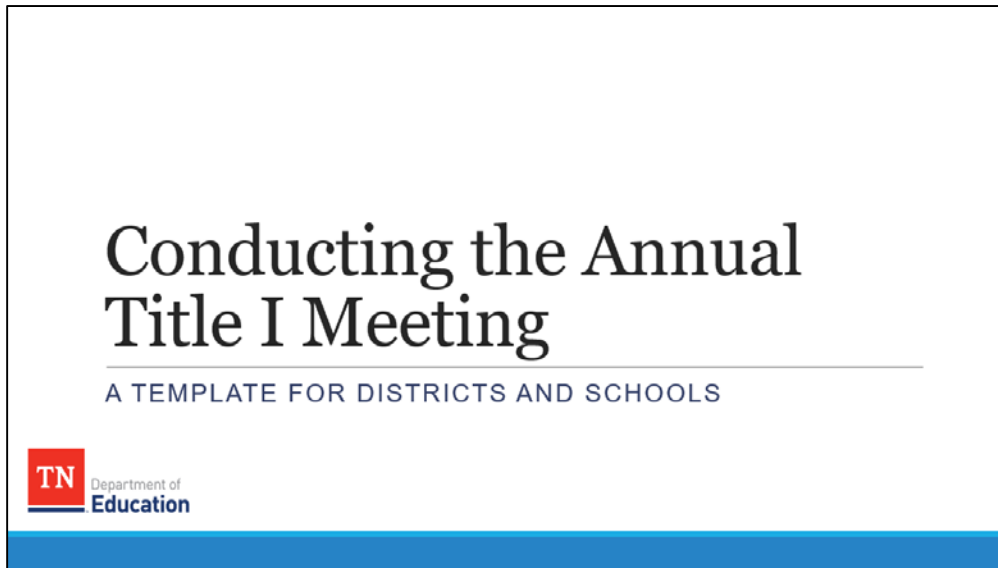 Conducting the Annual
Title I Meeting
A TEMPLATE FOR DISTRICTS AND SCHOOLS
TN
Department of
Education